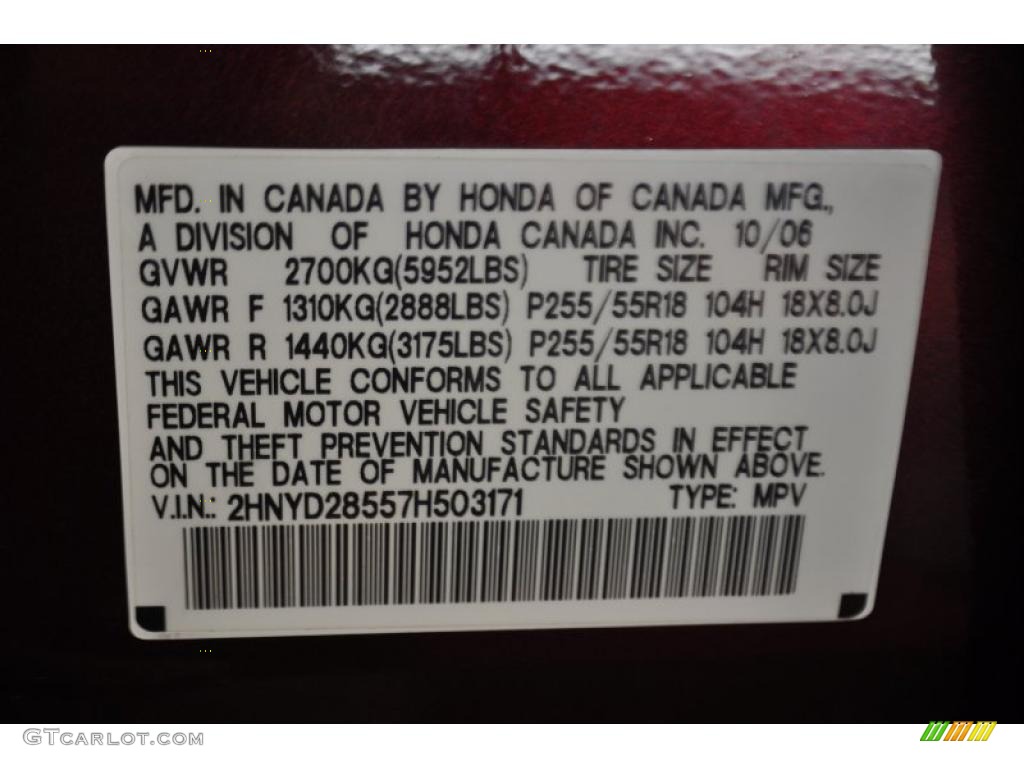 MFD. IN CANADA BY HONDA OF CANADA MFG.,
A DIVISION OF HONDA CANADA INC. 10/06
GVWR 2700KG(5952LBS) TIRE SIZE RIM SIZE
GAWR F 1310KG(2888LBS) P255/55R18 104H 18X8.0J
GAWR R 1440KG(3175LBS) P255/55R18 104H 18X8.0J
THIS VEHICLE CONFORMS TO ALL APPLICABLE
FEDERAL MOTOR VEHICLE SAFETY
AND THEFT PREVENTION STANDARDS IN EFFECT
ON THE DATE OF MANUFACTURE SHOWN ABOVE.
V.I.N.: 2HNYD28557H503171 TYPE: MPV
GTCARLOT.COM